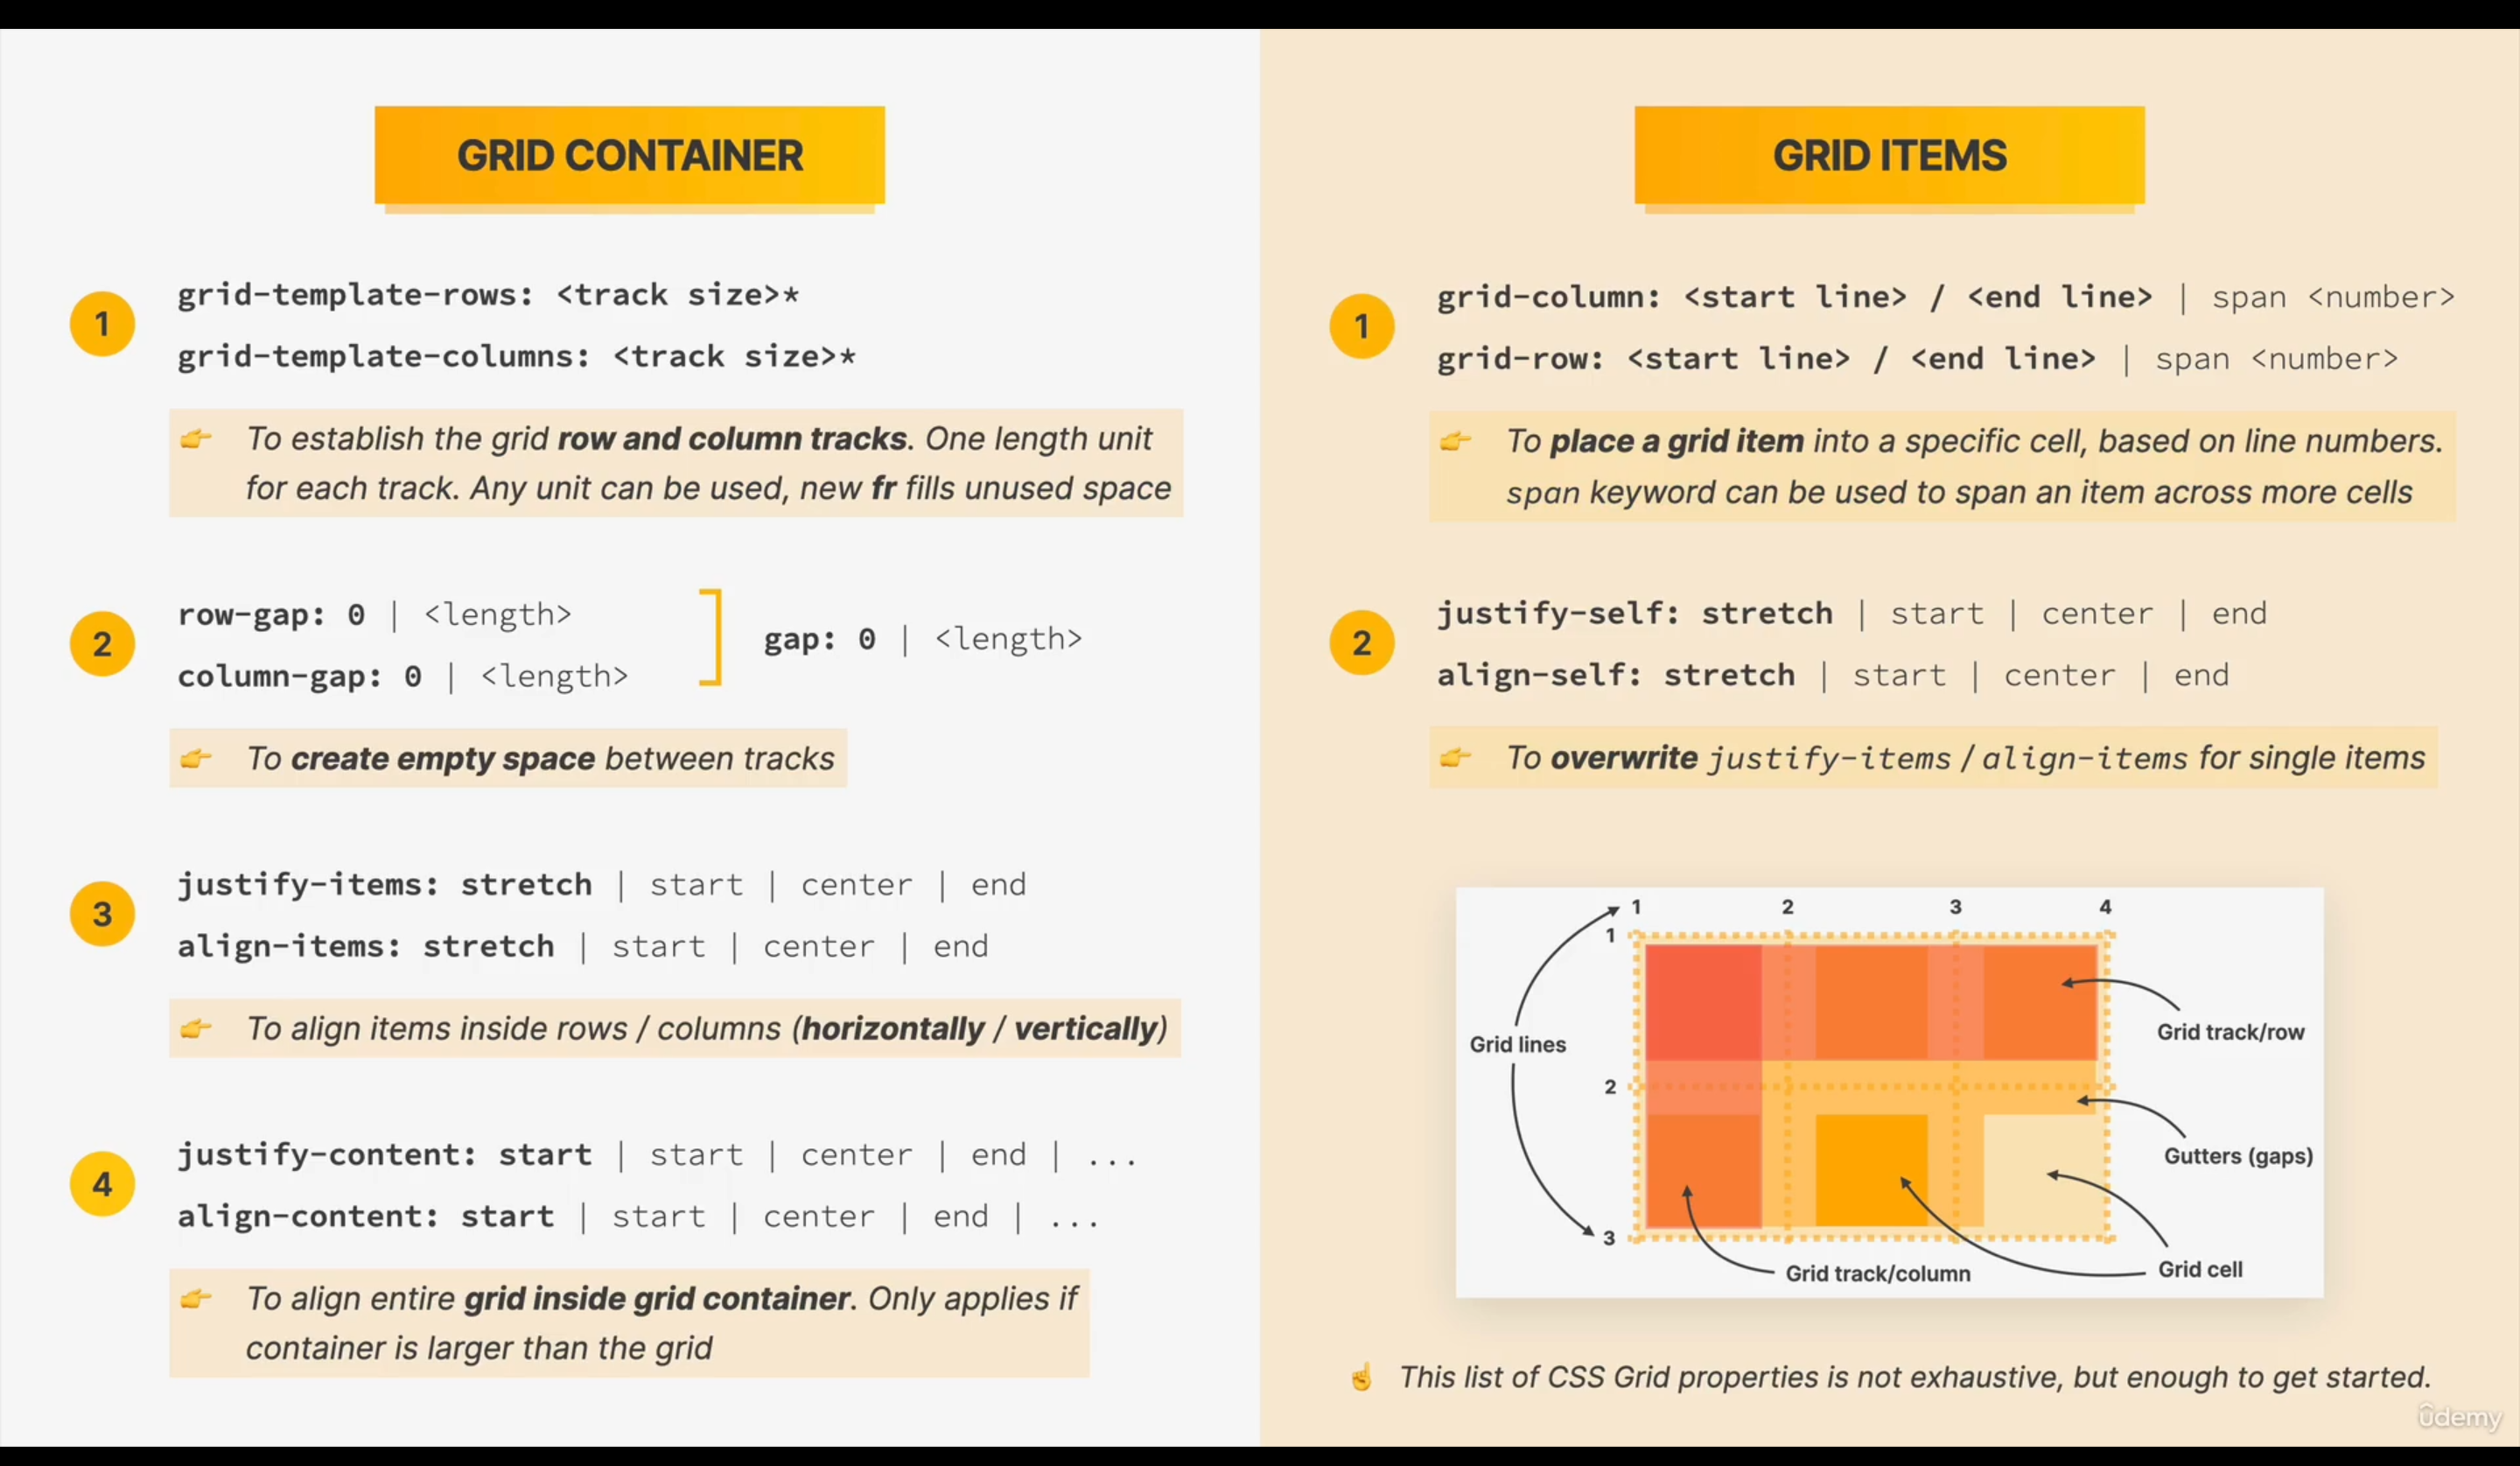 GRID CONTAINER
1
grid-template-rows: <track size>*
grid-template-columns: <track size>*
👉 To establish the grid row and column tracks. One length unit
for each track. Any unit can be used, new fr fills unused space
2
row-gap: 0 | <length>
column-gap: 0 | <length>
gap: 0 | <length>
👉 To create empty space between tracks
3
justify-items: stretch | start | center | end
align-items: stretch | start | center | end
👉 To align items inside rows / columns (horizontally / vertically)
4
justify-content: start | start | center | end | ...
align-content: start | start | center | end | ...
👉 To align entire grid inside grid container. Only applies if
container is larger than the grid
GRID ITEMS
1
grid-column: <start line> / <end line> | span <number>
grid-row: <start line> / <end line> | span <number>
👉 To place a grid item into a specific cell, based on line numbers.
span keyword can be used to span an item across more cells
2
justify-self: stretch | start | center | end
align-self: stretch | start | center | end
👉 To overwrite justify-items / align-items for single items
1 2 3 4
1
Grid track/row
Grid lines
2
Gutters (gaps)
3
Grid cell
Grid track/column
☝️ This list of CSS Grid properties is not exhaustive, but enough to get started.
ûdemy